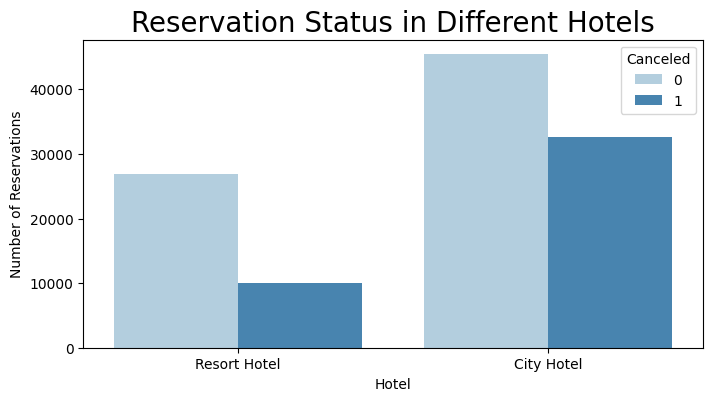 Reservation Status in Different Hotels
Canceled
0
1
40000
30000
20000
10000
0
Number of Reservations
Resort Hotel
City Hotel
Hotel